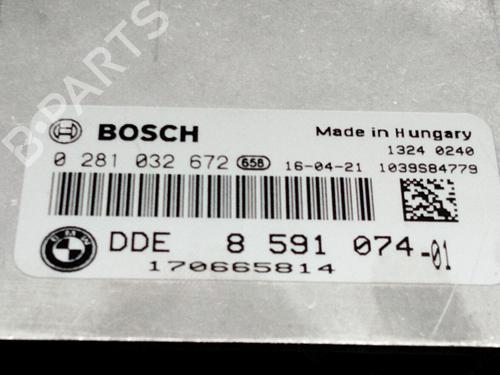 B-PARTS
BOSCH
Made in Hungary
1324 0240
0 281 032 672 658 16-04-21 1039S84779
DDE 8 591 074-01
170665814